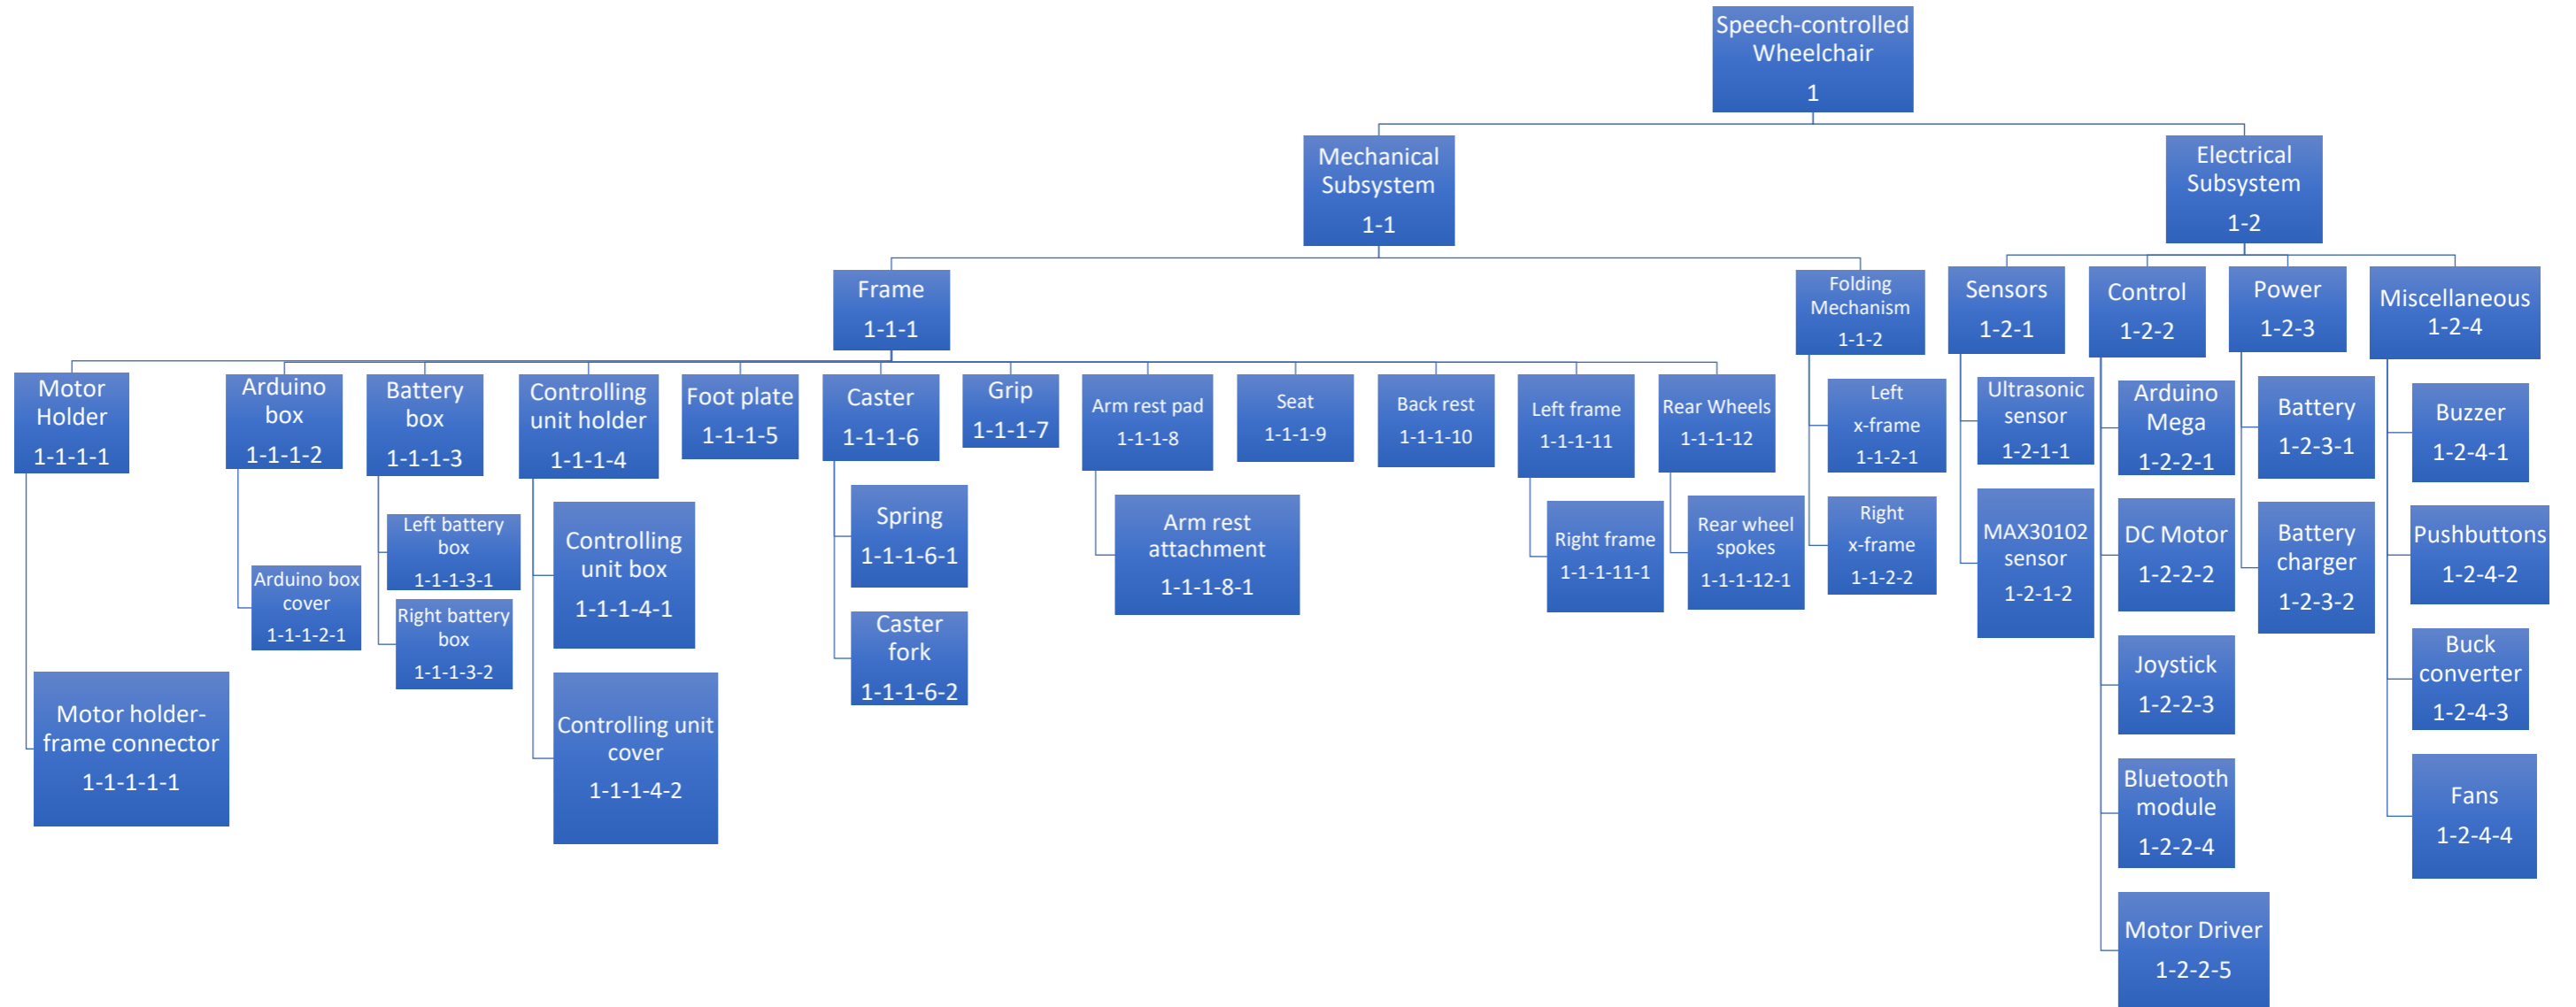 Speech-controlled
Wheelchair
1
Mechanical
Subsystem
1-1
Electrical
Subsystem
1-2
Frame
1-1-1
Folding
Mechanism
1-1-2
Sensors
1-2-1
Control
1-2-2
Power
1-2-3
Miscellaneous
1-2-4
Motor
Holder
1-1-1-1
Arduino
box
1-1-1-2
Battery
box
1-1-1-3
Controlling
unit holder
1-1-1-4
Foot plate
1-1-1-5
Caster
1-1-1-6
Grip
1-1-1-7
Arm rest pad
1-1-1-8
Seat
1-1-1-9
Back rest
1-1-1-10
Left frame
1-1-1-11
Rear Wheels
1-1-1-12
Left
x-frame
1-1-2-1
Ultrasonic
sensor
1-2-1-1
Arduino
Mega
1-2-2-1
Battery
1-2-3-1
Buzzer
1-2-4-1
Motor holder-
frame connector
1-1-1-1-1
Arduino box
cover
1-1-1-2-1
Left battery
box
1-1-1-3-1
Right battery
box
1-1-1-3-2
Controlling
unit box
1-1-1-4-1
Controlling unit
cover
1-1-1-4-2
Spring
1-1-1-6-1
Caster
fork
1-1-1-6-2
Arm rest
attachment
1-1-1-8-1
Right frame
1-1-1-11-1
Rear wheel
spokes
1-1-1-12-1
Right
x-frame
1-1-2-2
MAX30102
sensor
1-2-1-2
DC Motor
1-2-2-2
Joystick
1-2-2-3
Bluetooth
module
1-2-2-4
Motor Driver
1-2-2-5
Battery
charger
1-2-3-2
Pushbuttons
1-2-4-2
Buck
converter
1-2-4-3
Fans
1-2-4-4